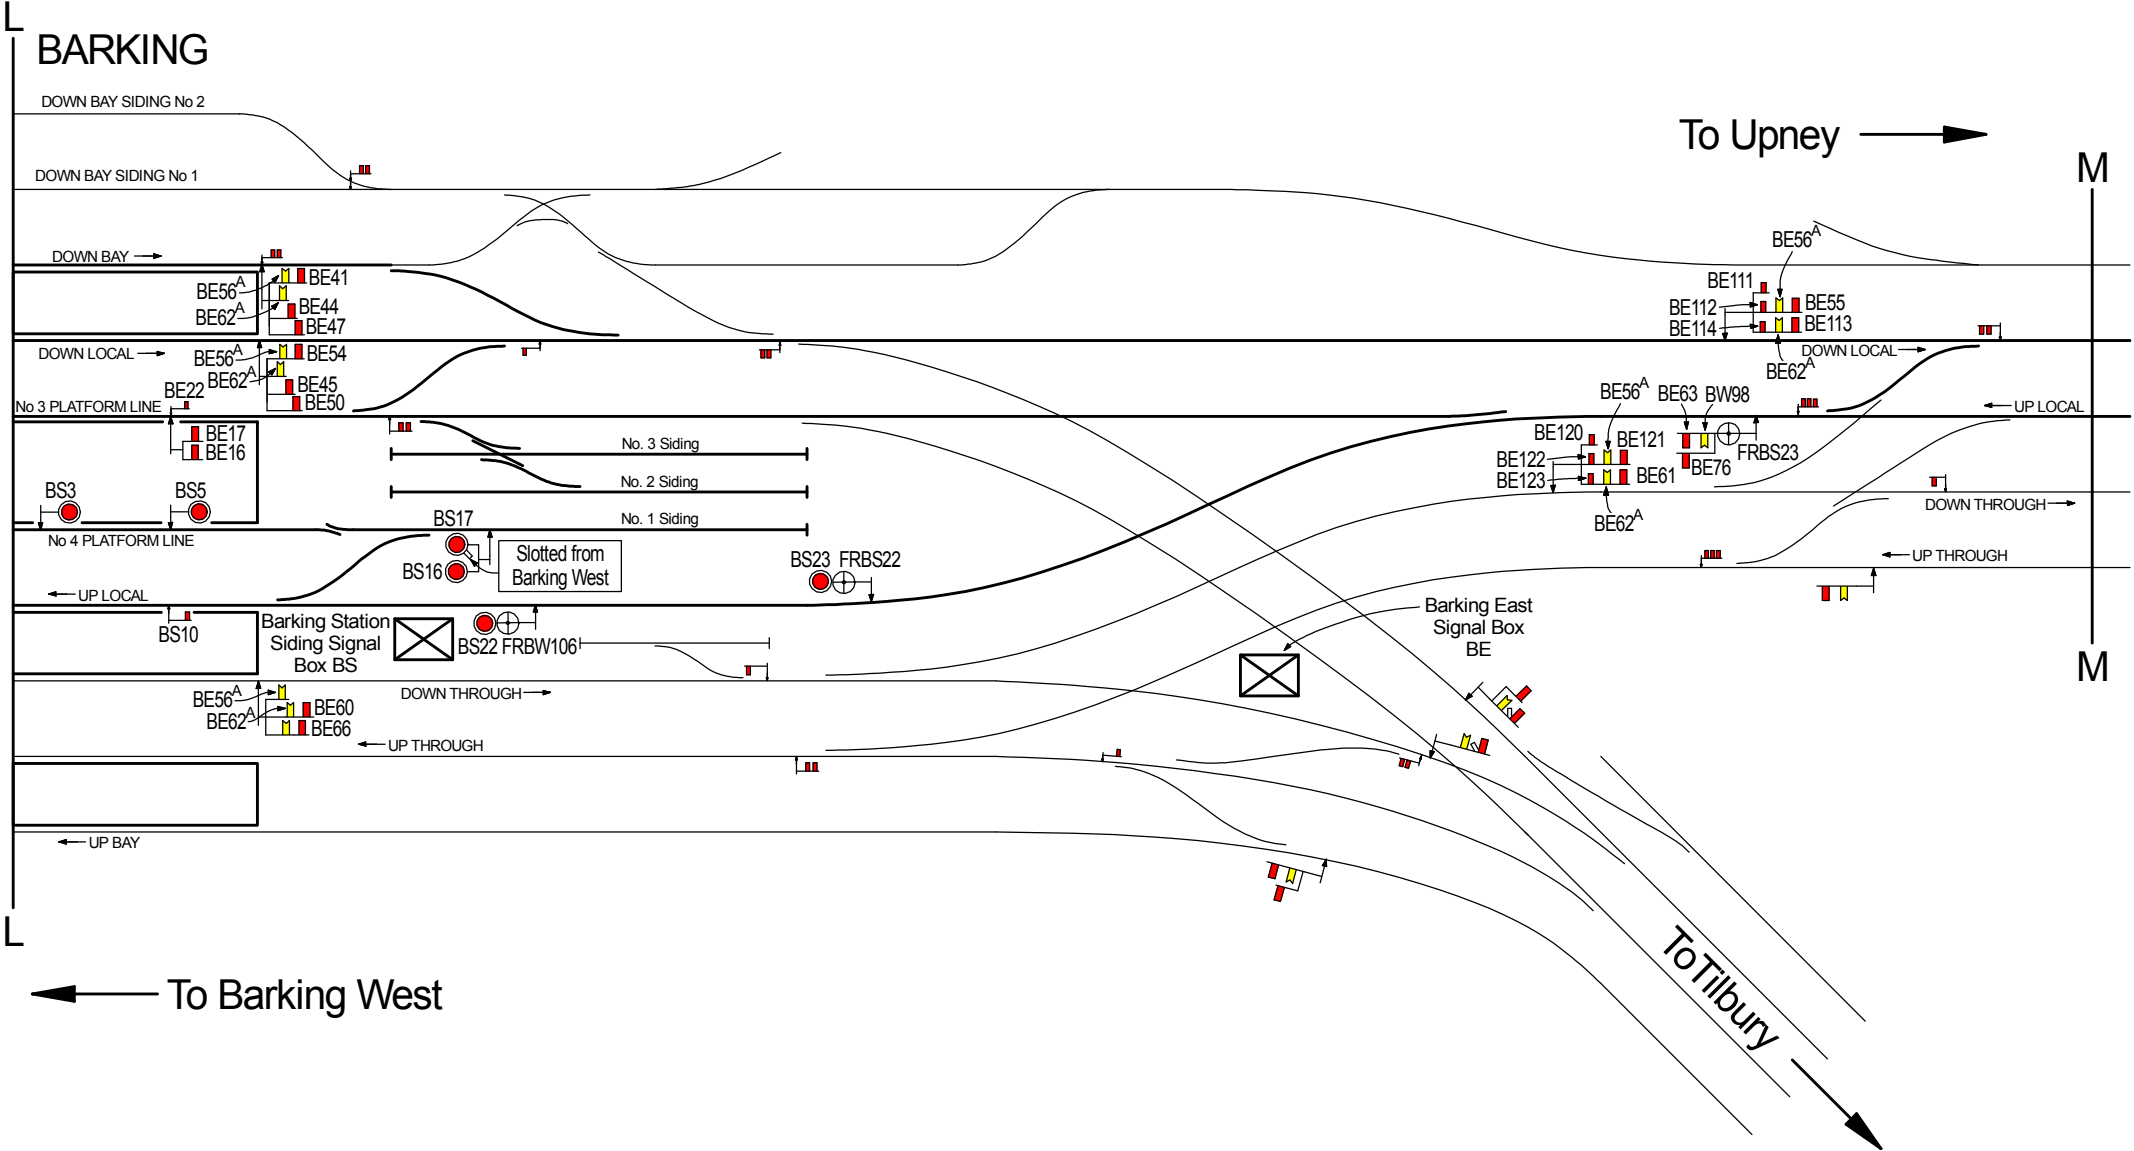 L
BARKING
DOWN BAY SIDING No 2
To Upney
M
DOWN BAY SIDING No 1
DOWN BAY
BE56A
BE41
BE62A
BE44
BE47
BE56A
BE111
BE112
BE55
BE114
BE113
DOWN LOCAL
BE62A
DOWN LOCAL
BE56A
BE54
BE62A
BE45
BE50
BE22
No 3 PLATFORM LINE
UP LOCAL
BE17
BE16
No. 3 Siding
No. 2 Siding
No. 1 Siding
BE56A
BE63
BW98
BE120
BE121
FRBS23
BE122
BE76
BE123
BE61
BE62A
DOWN THROUGH
BS3
BS5
No 4 PLATFORM LINE
BS17
BS16
Slotted from
Barking West
BS23
FRBS22
UP THROUGH
UP LOCAL
BS10
Barking Station
Siding Signal
Box BS
BS22
FRBW106
Barking East
Signal Box
BE
M
BE56A
DOWN THROUGH
BE62A
BE60
BE66
UP THROUGH
UP BAY
L
To Barking West
To Tilbury